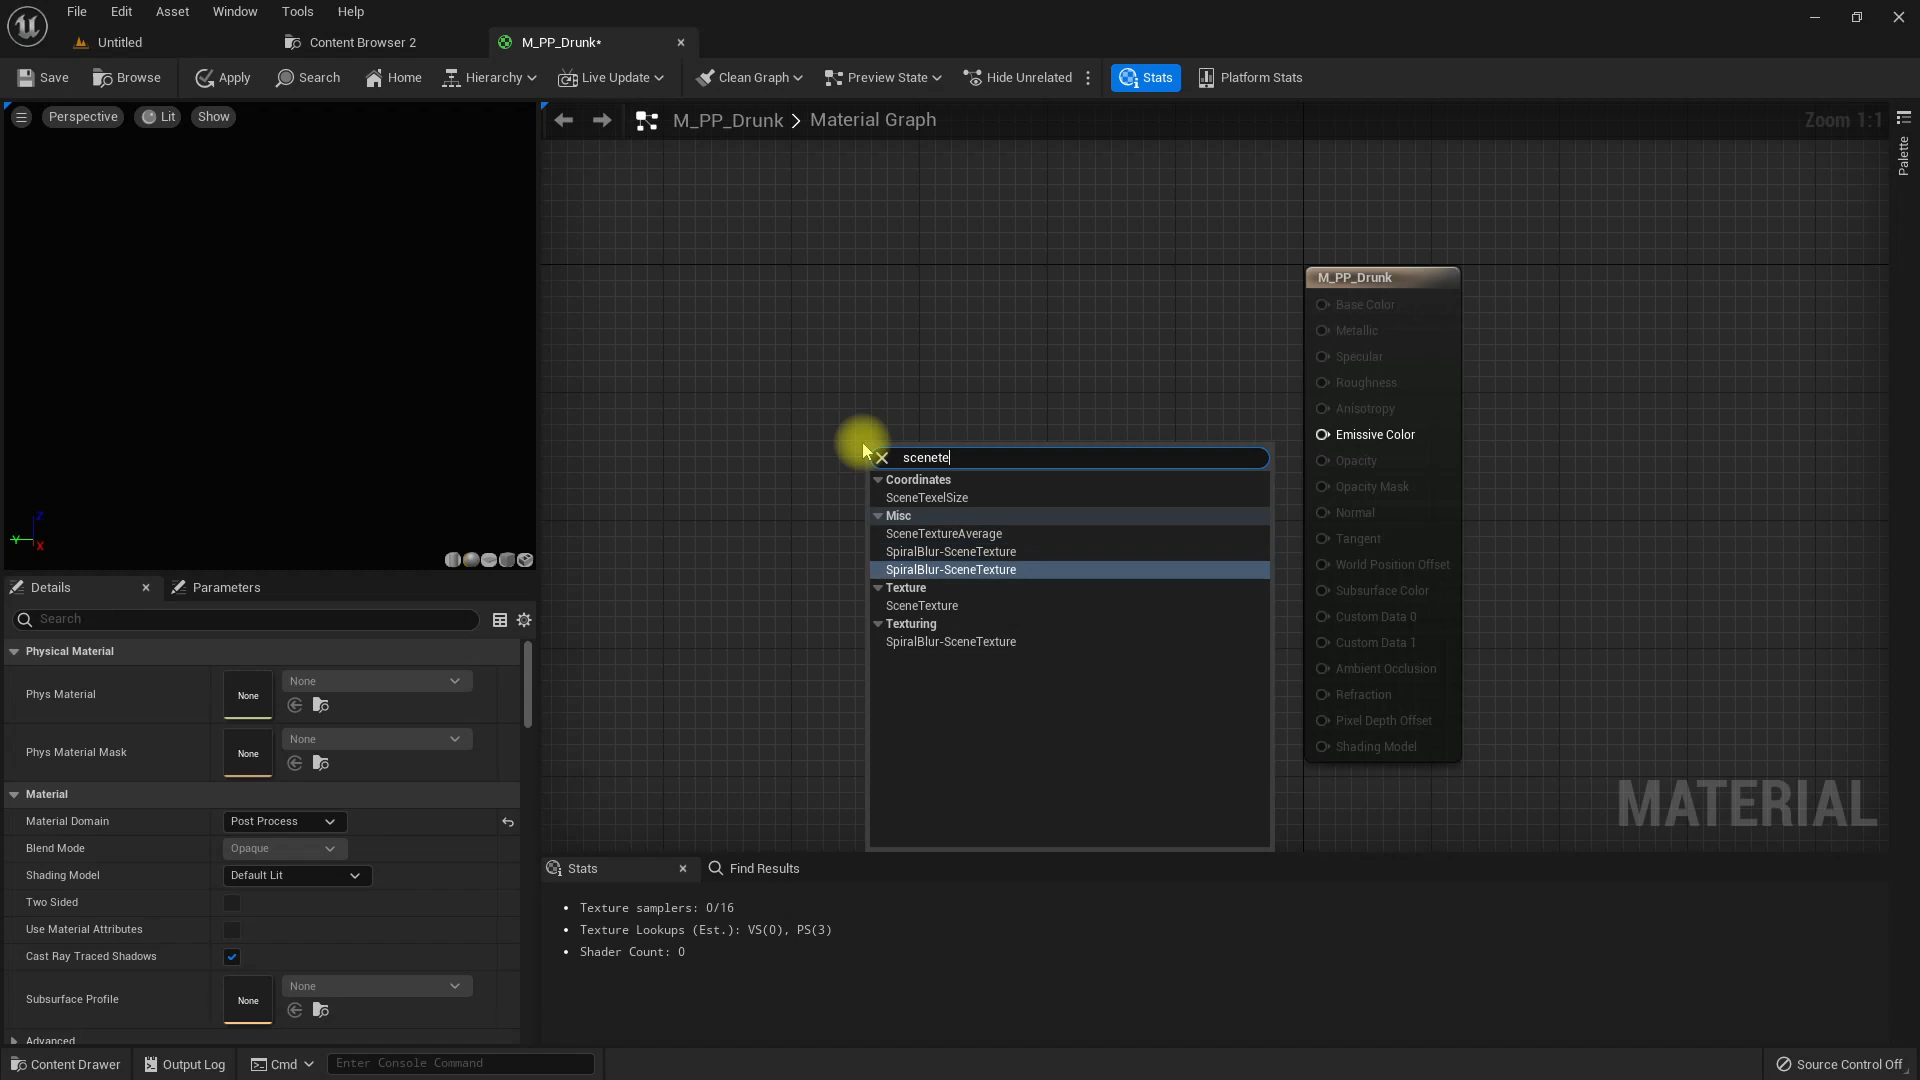 File Edit Asset Window Tools Help
Untitled Content Browser 2 M_PP_Drunk*
Save Browse Apply Search Home Hierarchy Live Update Clean Graph Preview State Hide Unrelated Stats Platform Stats
Perspective Lit Show
M_PP_Drunk > Material Graph Zoom 1:1
Palette
M_PP_Drunk
Base Color
Metallic
Specular
Roughness
Anisotropy
Emissive Color
Opacity
Opacity Mask
Normal
Tangent
World Position Offset
Subsurface Color
Custom Data 0
Custom Data 1
Ambient Occlusion
Refraction
Pixel Depth Offset
Shading Model
scenete
Coordinates
SceneTexelSize
Misc
SceneTextureAverage
SpiralBlur-SceneTexture
SpiralBlur-SceneTexture
Texture
SceneTexture
Texturing
SpiralBlur-SceneTexture
MATERIAL
Z
Y
X
Details Parameters
Search
Physical Material
Phys Material None None
Phys Material Mask None None
Material
Material Domain Post Process
Blend Mode Opaque
Shading Model Default Lit
Two Sided
Use Material Attributes
Cast Ray Traced Shadows
Subsurface Profile None None
Advanced
Stats Find Results
• Texture samplers: 0/16
• Texture Lookups (Est.): VS(0), PS(3)
• Shader Count: 0
Content Drawer Output Log Cmd Enter Console Command Source Control Off